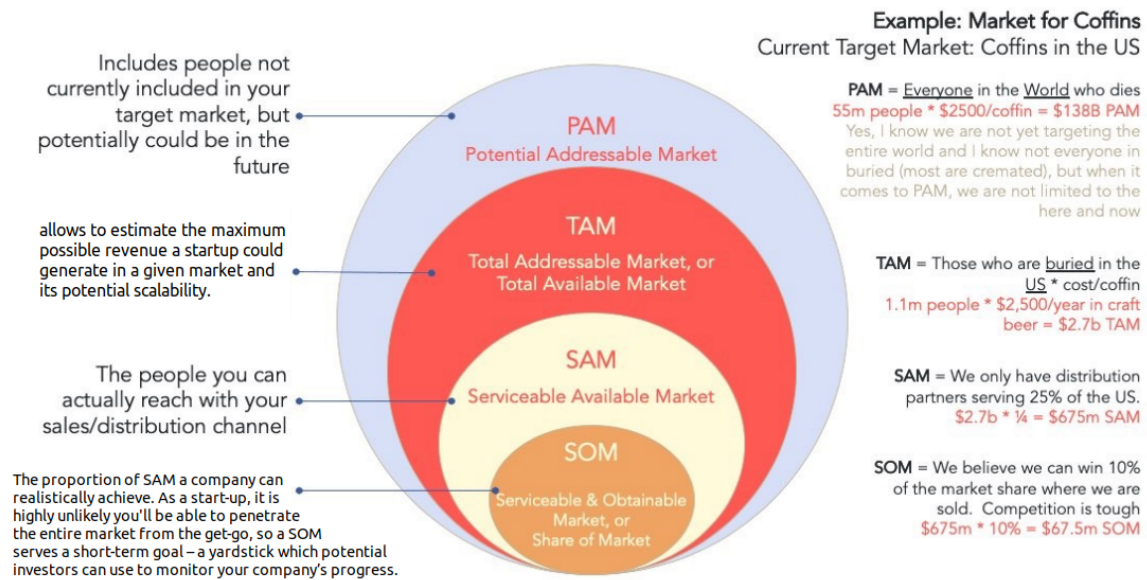 Example: Market for Coffins
Current Target Market: Coffins in the US
Includes people not
currently included in your
target market, but
potentially could be in the
future
allows to estimate the maximum
possible revenue a startup could
generate in a given market and
its potential scalability.
The people you can
actually reach with your
sales/distribution channel
The proportion of SAM a company can
realistically achieve. As a start-up, it is
highly unlikely you'll be able to penetrate
the entire market from the get-go, so a SOM
serves a short-term goal – a yardstick which potential
investors can use to monitor your company's progress.
PAM
Potential Addressable Market
TAM
Total Addressable Market, or
Total Available Market
SAM
Serviceable Available Market
SOM
Serviceable & Obtainable
Market, or
Share of Market
PAM = Everyone in the World who dies
55m people * $2500/coffin = $138B PAM
Yes, I know we are not yet targeting the
entire world and I know not everyone in
buried (most are cremated), but when it
comes to PAM, we are not limited to the
here and now
TAM = Those who are buried in the
US * cost/coffin
1.1m people * $2,500/year in craft
beer = $2.7b TAM
SAM = We only have distribution
partners serving 25% of the US.
$2.7b * ¼ = $675m SAM
SOM = We believe we can win 10%
of the market share where we are
sold. Competition is tough
$675m * 10% = $67.5m SOM